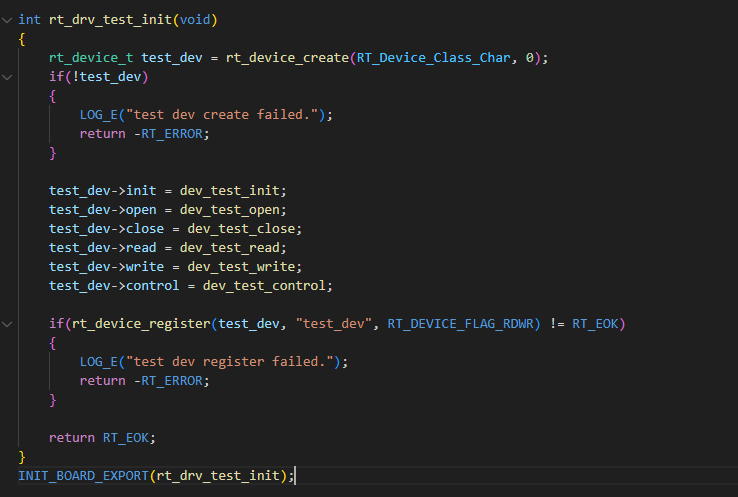 int rt_drv_test_init(void)
{
    rt_device_t test_dev = rt_device_create(RT_Device_Class_Char, 0);
    if(!test_dev)
    {
        LOG_E("test dev create failed.");
        return -RT_ERROR;
    }

    test_dev->init = dev_test_init;
    test_dev->open = dev_test_open;
    test_dev->close = dev_test_close;
    test_dev->read = dev_test_read;
    test_dev->write = dev_test_write;
    test_dev->control = dev_test_control;

    if(rt_device_register(test_dev, "test_dev", RT_DEVICE_FLAG_RDWR) != RT_EOK)
    {
        LOG_E("test dev register failed.");
        return -RT_ERROR;
    }

    return RT_EOK;
}
INIT_BOARD_EXPORT(rt_drv_test_init);